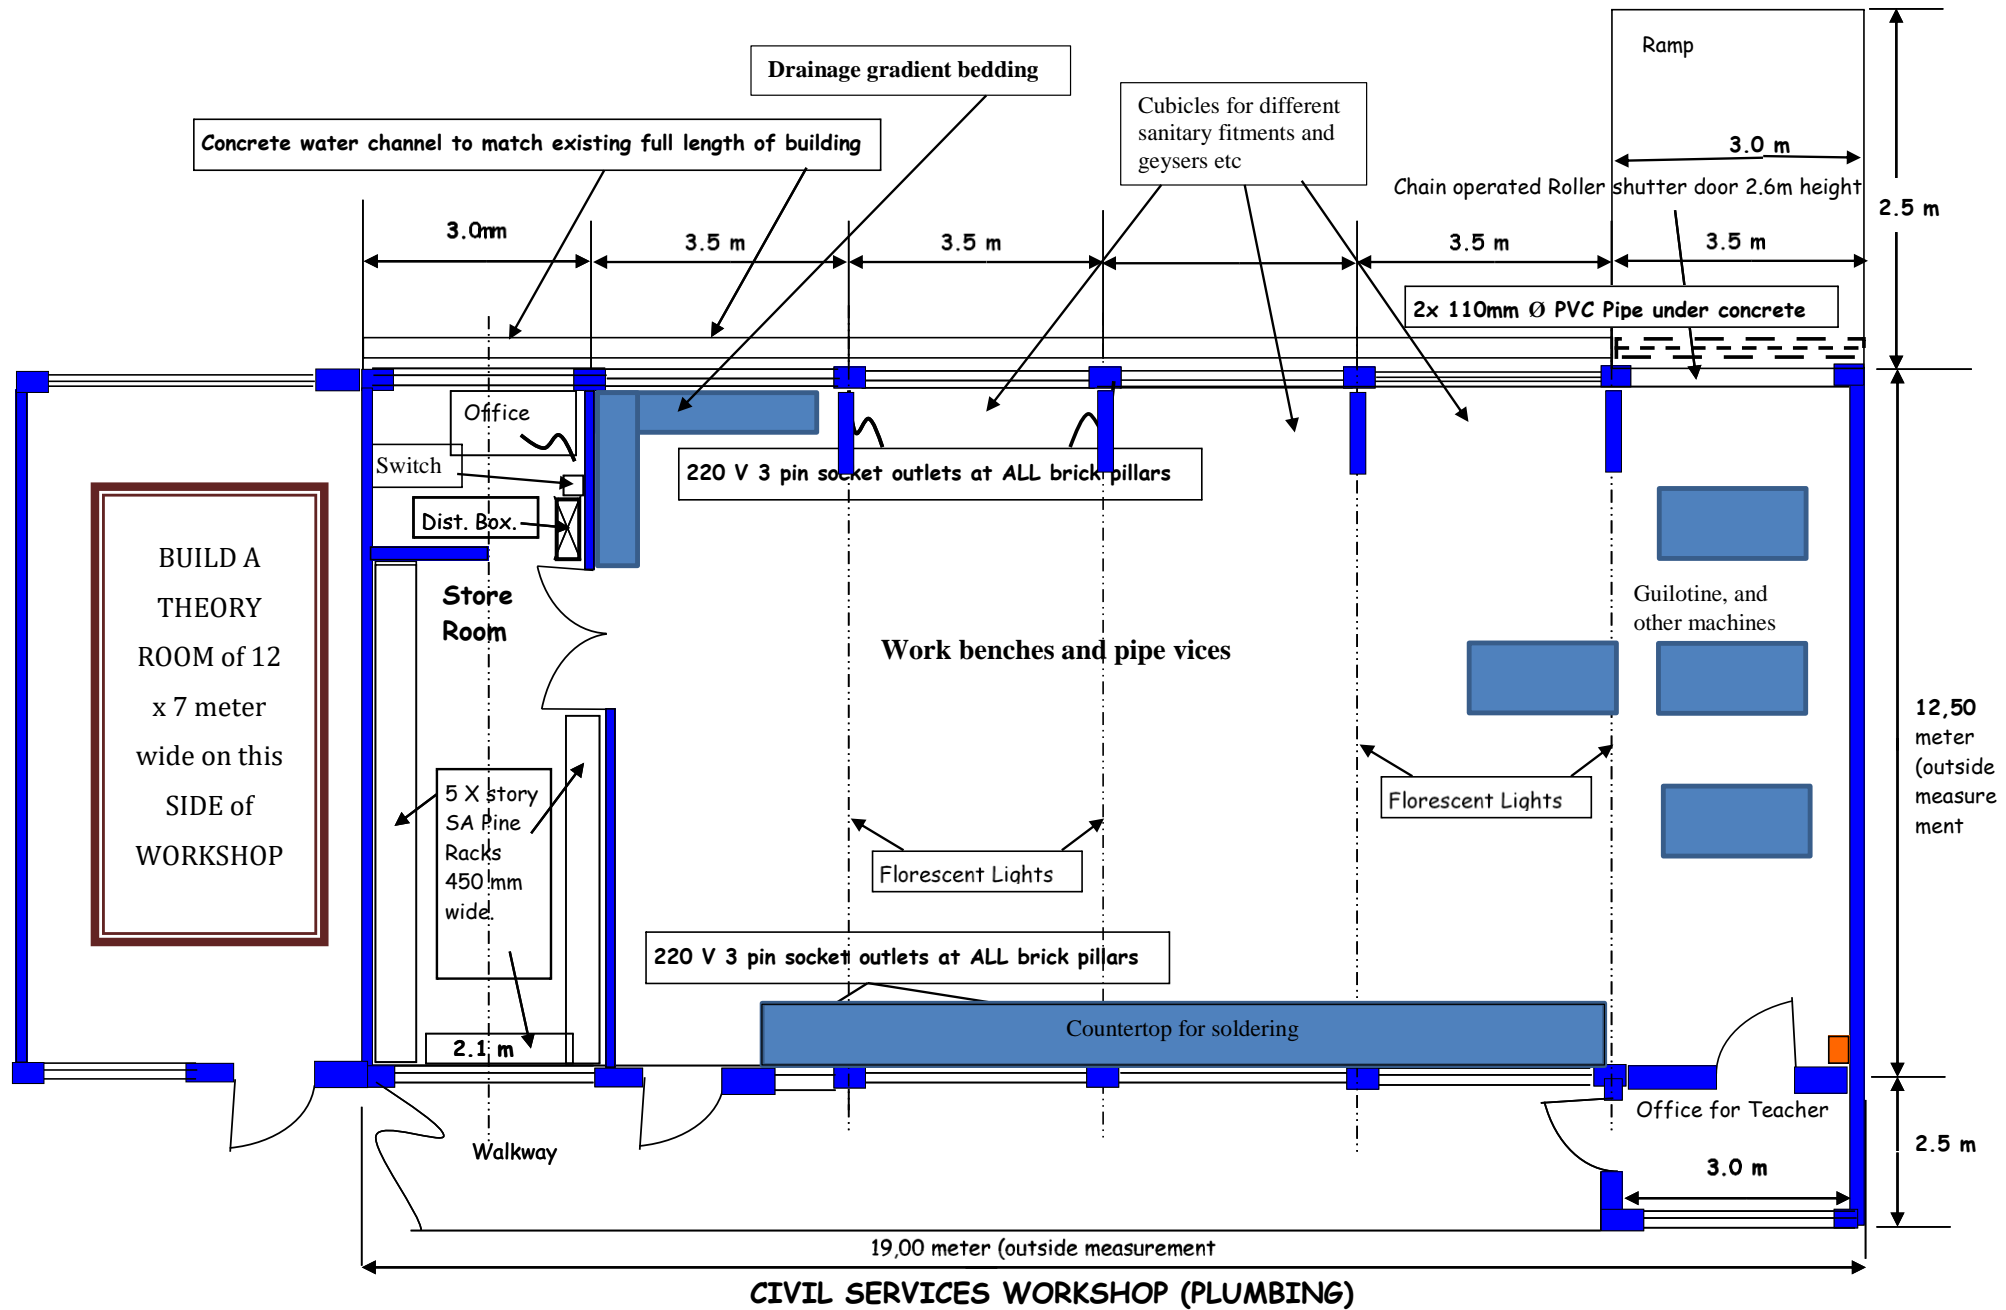 Ramp
Drainage gradient bedding
Cubicles for different
sanitary fitments and
geysers etc
Concrete water channel to match existing full length of building
3.0 m
Chain operated Roller shutter door 2.6m height
2.5 m
3.0mm
3.5 m
3.5 m
3.5 m
3.5 m
2x 110mm Ø PVC Pipe under concrete
Office
Switch
220 V 3 pin socket outlets at ALL brick pillars
Dist. Box.
BUILD A
THEORY
ROOM of 12
x 7 meter
wide on this
SIDE of
WORKSHOP
Store
Room
Guilotine, and
other machines
Work benches and pipe vices
12,50
meter
(outside
measure
ment
5 X story
SA Pine
Racks
450 mm
wide.
Florescent Lights
Florescent Lights
220 V 3 pin socket outlets at ALL brick pillars
Countertop for soldering
2.1 m
Office for Teacher
Walkway
2.5 m
3.0 m
19,00 meter (outside measurement
CIVIL SERVICES WORKSHOP (PLUMBING)